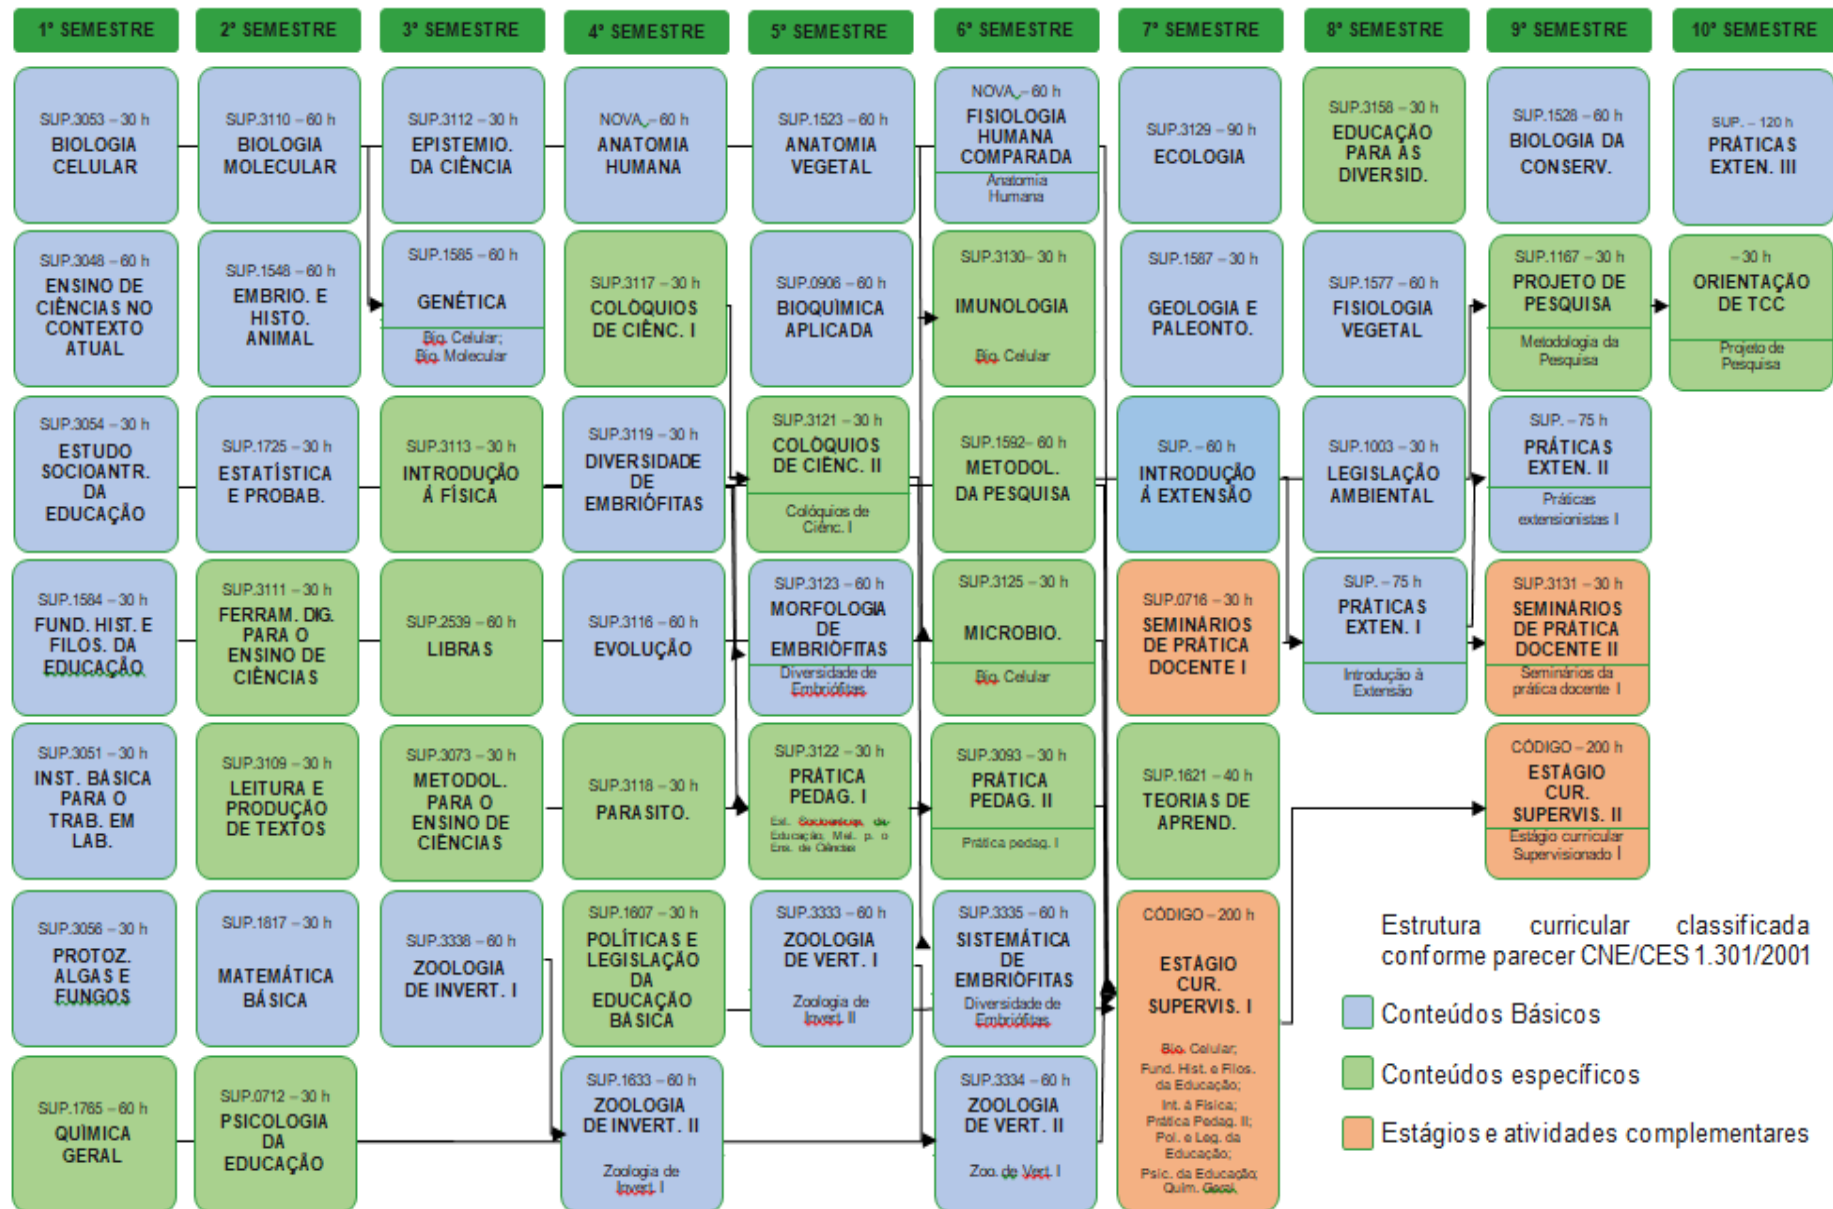 1º SEMESTRE
2º SEMESTRE
3º SEMESTRE
4º SEMESTRE
5º SEMESTRE
6º SEMESTRE
7º SEMESTRE
8º SEMESTRE
9º SEMESTRE
10º SEMESTRE
SUP.3053 – 30 h
BIOLOGIA
CELULAR
SUP.3110 – 60 h
BIOLOGIA
MOLECULAR
SUP.3112 – 30 h
EPISTEMIO.
DA CIÊNCIA
NOVA – 60 h
ANATOMIA
HUMANA
SUP.1523 – 60 h
ANATOMIA
VEGETAL
NOVA – 60 h
FISIOLOGIA
HUMANA
COMPARADA
Anatomia
Humana
SUP.3129 – 90 h
ECOLOGIA
SUP.3158 – 30 h
EDUCAÇÃO
PARA AS
DIVERSID.
SUP.1528 – 60 h
BIOLOGIA DA
CONSERV.
SUP. – 120 h
PRÁTICAS
EXTEN. III
SUP.3048 – 60 h
ENSINO DE
CIÊNCIAS NO
CONTEXTO
ATUAL
SUP.1548 – 60 h
EMBRIO. E
HISTO.
ANIMAL
SUP.1585 – 60 h
GENÉTICA
Bio. Celular;
Bio. Molecular
SUP.3117 – 30 h
COLÓQUIOS
DE CIÊNC. I
SUP.0906 – 60 h
BIOQUÍMICA
APLICADA
SUP.3130– 30 h
IMUNOLOGIA
Bio. Celular
SUP.1587 – 30 h
GEOLOGIA E
PALEONTO.
SUP.1577 – 60 h
FISIOLOGIA
VEGETAL
SUP.1167 – 30 h
PROJETO DE
PESQUISA
Metodologia da
Pesquisa
– 30 h
ORIENTAÇÃO
DE TCC
Projeto de
Pesquisa
SUP.3054 – 30 h
ESTUDO
SOCIOANTR.
DA
EDUCAÇÃO
SUP.1725 – 30 h
ESTATÍSTICA
E PROBAB.
SUP.3113 – 30 h
INTRODUÇÃO
À FÍSICA
SUP.3119 – 30 h
DIVERSIDADE
DE
EMBRIÓFITAS
SUP.3121 – 30 h
COLÓQUIOS
DE CIÊNC. II
Colóquios de
Ciênc. I
SUP.1592– 60 h
METODOL.
DA PESQUISA
SUP. – 60 h
INTRODUÇÃO
À EXTENSÃO
SUP.1003 – 30 h
LEGISLAÇÃO
AMBIENTAL
SUP. – 75 h
PRÁTICAS
EXTEN. II
Práticas
extensionistas I
SUP.1584 – 30 h
FUND. HIST. E
FILOS. DA
EDUCAÇÃO
SUP.3111 – 30 h
FERRAM. DIG.
PARA O
ENSINO DE
CIÊNCIAS
SUP.2539 – 60 h
LIBRAS
SUP.3116 – 60 h
EVOLUÇÃO
SUP.3123 – 60 h
MORFOLOGIA
DE
EMBRIÓFITAS
Diversidade de
Embriófitas
SUP.3125 – 30 h
MICROBIO.
Bio. Celular
SUP.0716 – 30 h
SEMINÁRIOS
DE PRÁTICA
DOCENTE I
SUP. – 75 h
PRÁTICAS
EXTEN. I
Introdução à
Extensão
SUP.3131 – 30 h
SEMINÁRIOS
DE PRÁTICA
DOCENTE II
Seminários da
prática docente I
SUP.3051 – 30 h
INST. BÁSICA
PARA O
TRAB. EM
LAB.
SUP.3109 – 30 h
LEITURA E
PRODUÇÃO
DE TEXTOS
SUP.3073 – 30 h
METODOL.
PARA O
ENSINO DE
CIÊNCIAS
SUP.3118 – 30 h
PARASITO.
SUP.3122 – 30 h
PRÁTICA
PEDAG. I
Est. Socioantrop. da
Educação, Met. p. o
Ens. de Ciências
SUP.3093 – 30 h
PRÁTICA
PEDAG. II
Prática pedag. I
SUP.1621 – 40 h
TEORIAS DE
APREND.
CÓDIGO – 200 h
ESTÁGIO
CUR.
SUPERVIS. II
Estágio curricular
Supervisionado I
SUP.3056 – 30 h
PROTOZ.
ALGAS E
FUNGOS
SUP.1817 – 30 h
MATEMÁTICA
BÁSICA
SUP.3338 – 60 h
ZOOLOGIA
DE INVERT. I
SUP.1607 – 30 h
POLÍTICAS E
LEGISLAÇÃO
DA
EDUCAÇÃO
BÁSICA
SUP.3333 – 60 h
ZOOLOGIA
DE VERT. I
Zoologia de
Invert. II
SUP.3335 – 60 h
SISTEMÁTICA
DE
EMBRIÓFITAS
Diversidade de
Embriófitas
CÓDIGO – 200 h
ESTÁGIO
CUR.
SUPERVIS. I
Bio. Celular;
Fund. Hist. e Filos.
da Educação;
Int. à Física;
Prática Pedag. II;
Pol. e Leg. da
Educação;
Psic. da Educação;
Quím. Geral.
SUP.1765 – 60 h
QUÍMICA
GERAL
SUP.0712 – 30 h
PSICOLOGIA
DA
EDUCAÇÃO
SUP.1633 – 60 h
ZOOLOGIA
DE INVERT. II
Zoologia de
Invert. I
SUP.3334 – 60 h
ZOOLOGIA
DE VERT. II
Zoo. de Vert. I
Estrutura curricular classificada
conforme parecer CNE/CES 1.301/2001
Conteúdos Básicos
Conteúdos específicos
Estágios e atividades complementares